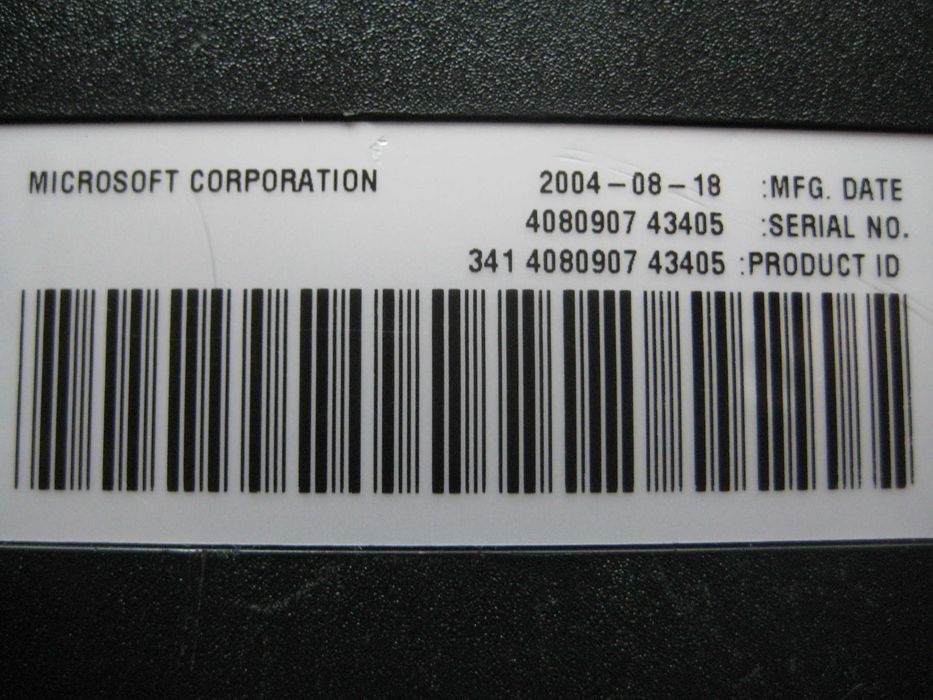 MICROSOFT CORPORATION 2004-08-18 :MFG. DATE
4080907 43405 :SERIAL NO.
341 4080907 43405 :PRODUCT ID